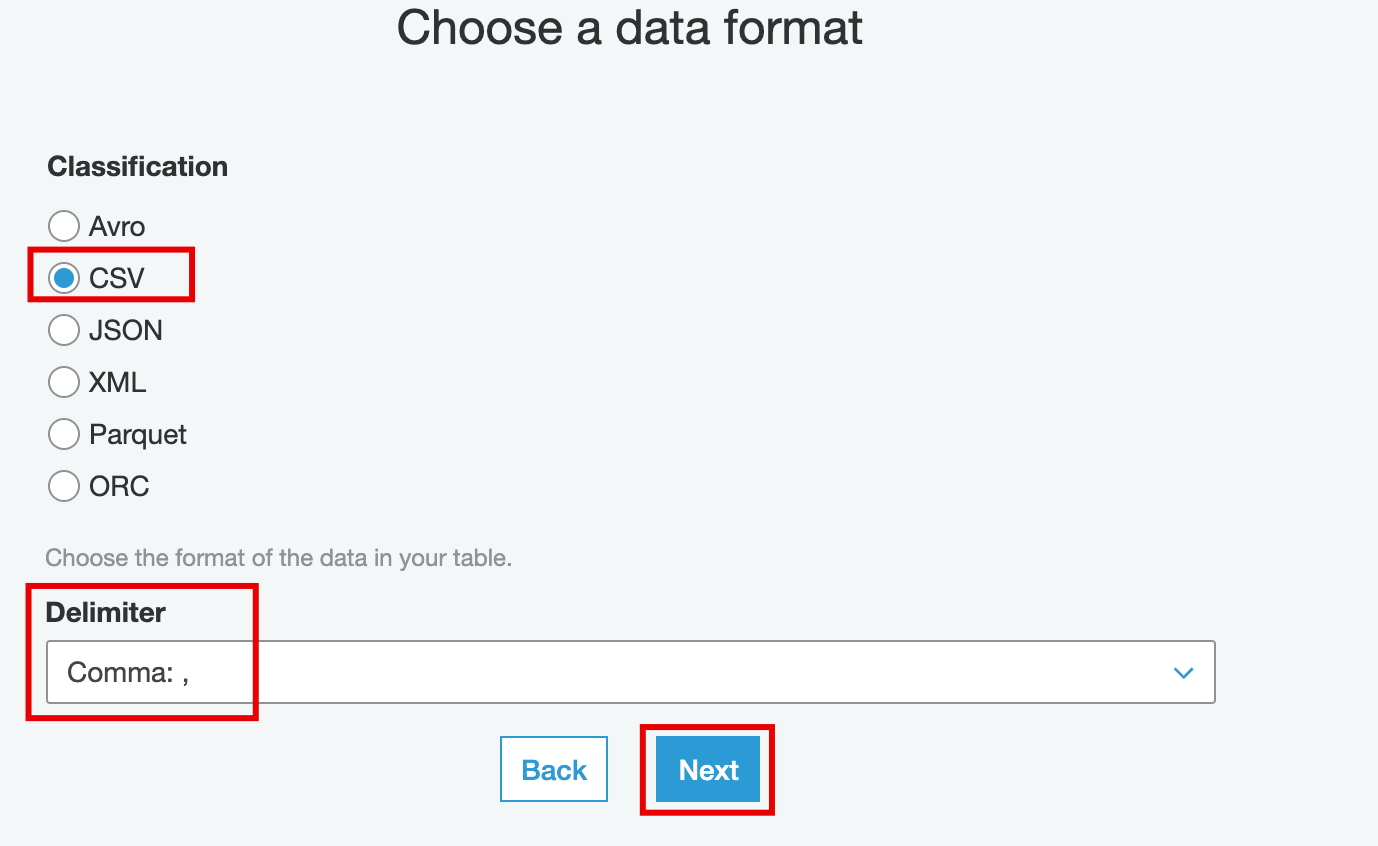 Choose a data format
Classification
Avro
CSV
JSON
XML
Parquet
ORC
Choose the format of the data in your table.
Delimiter
Comma: ,
Back
Next